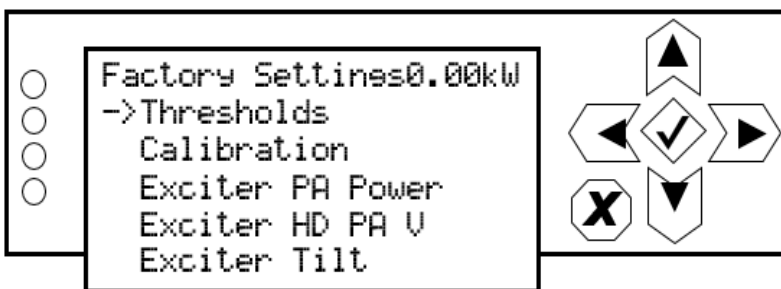 Factory Settings0.00kW
->Thresholds
Calibration
Exciter PA Power
Exciter HD PA V
Exciter Tilt
X